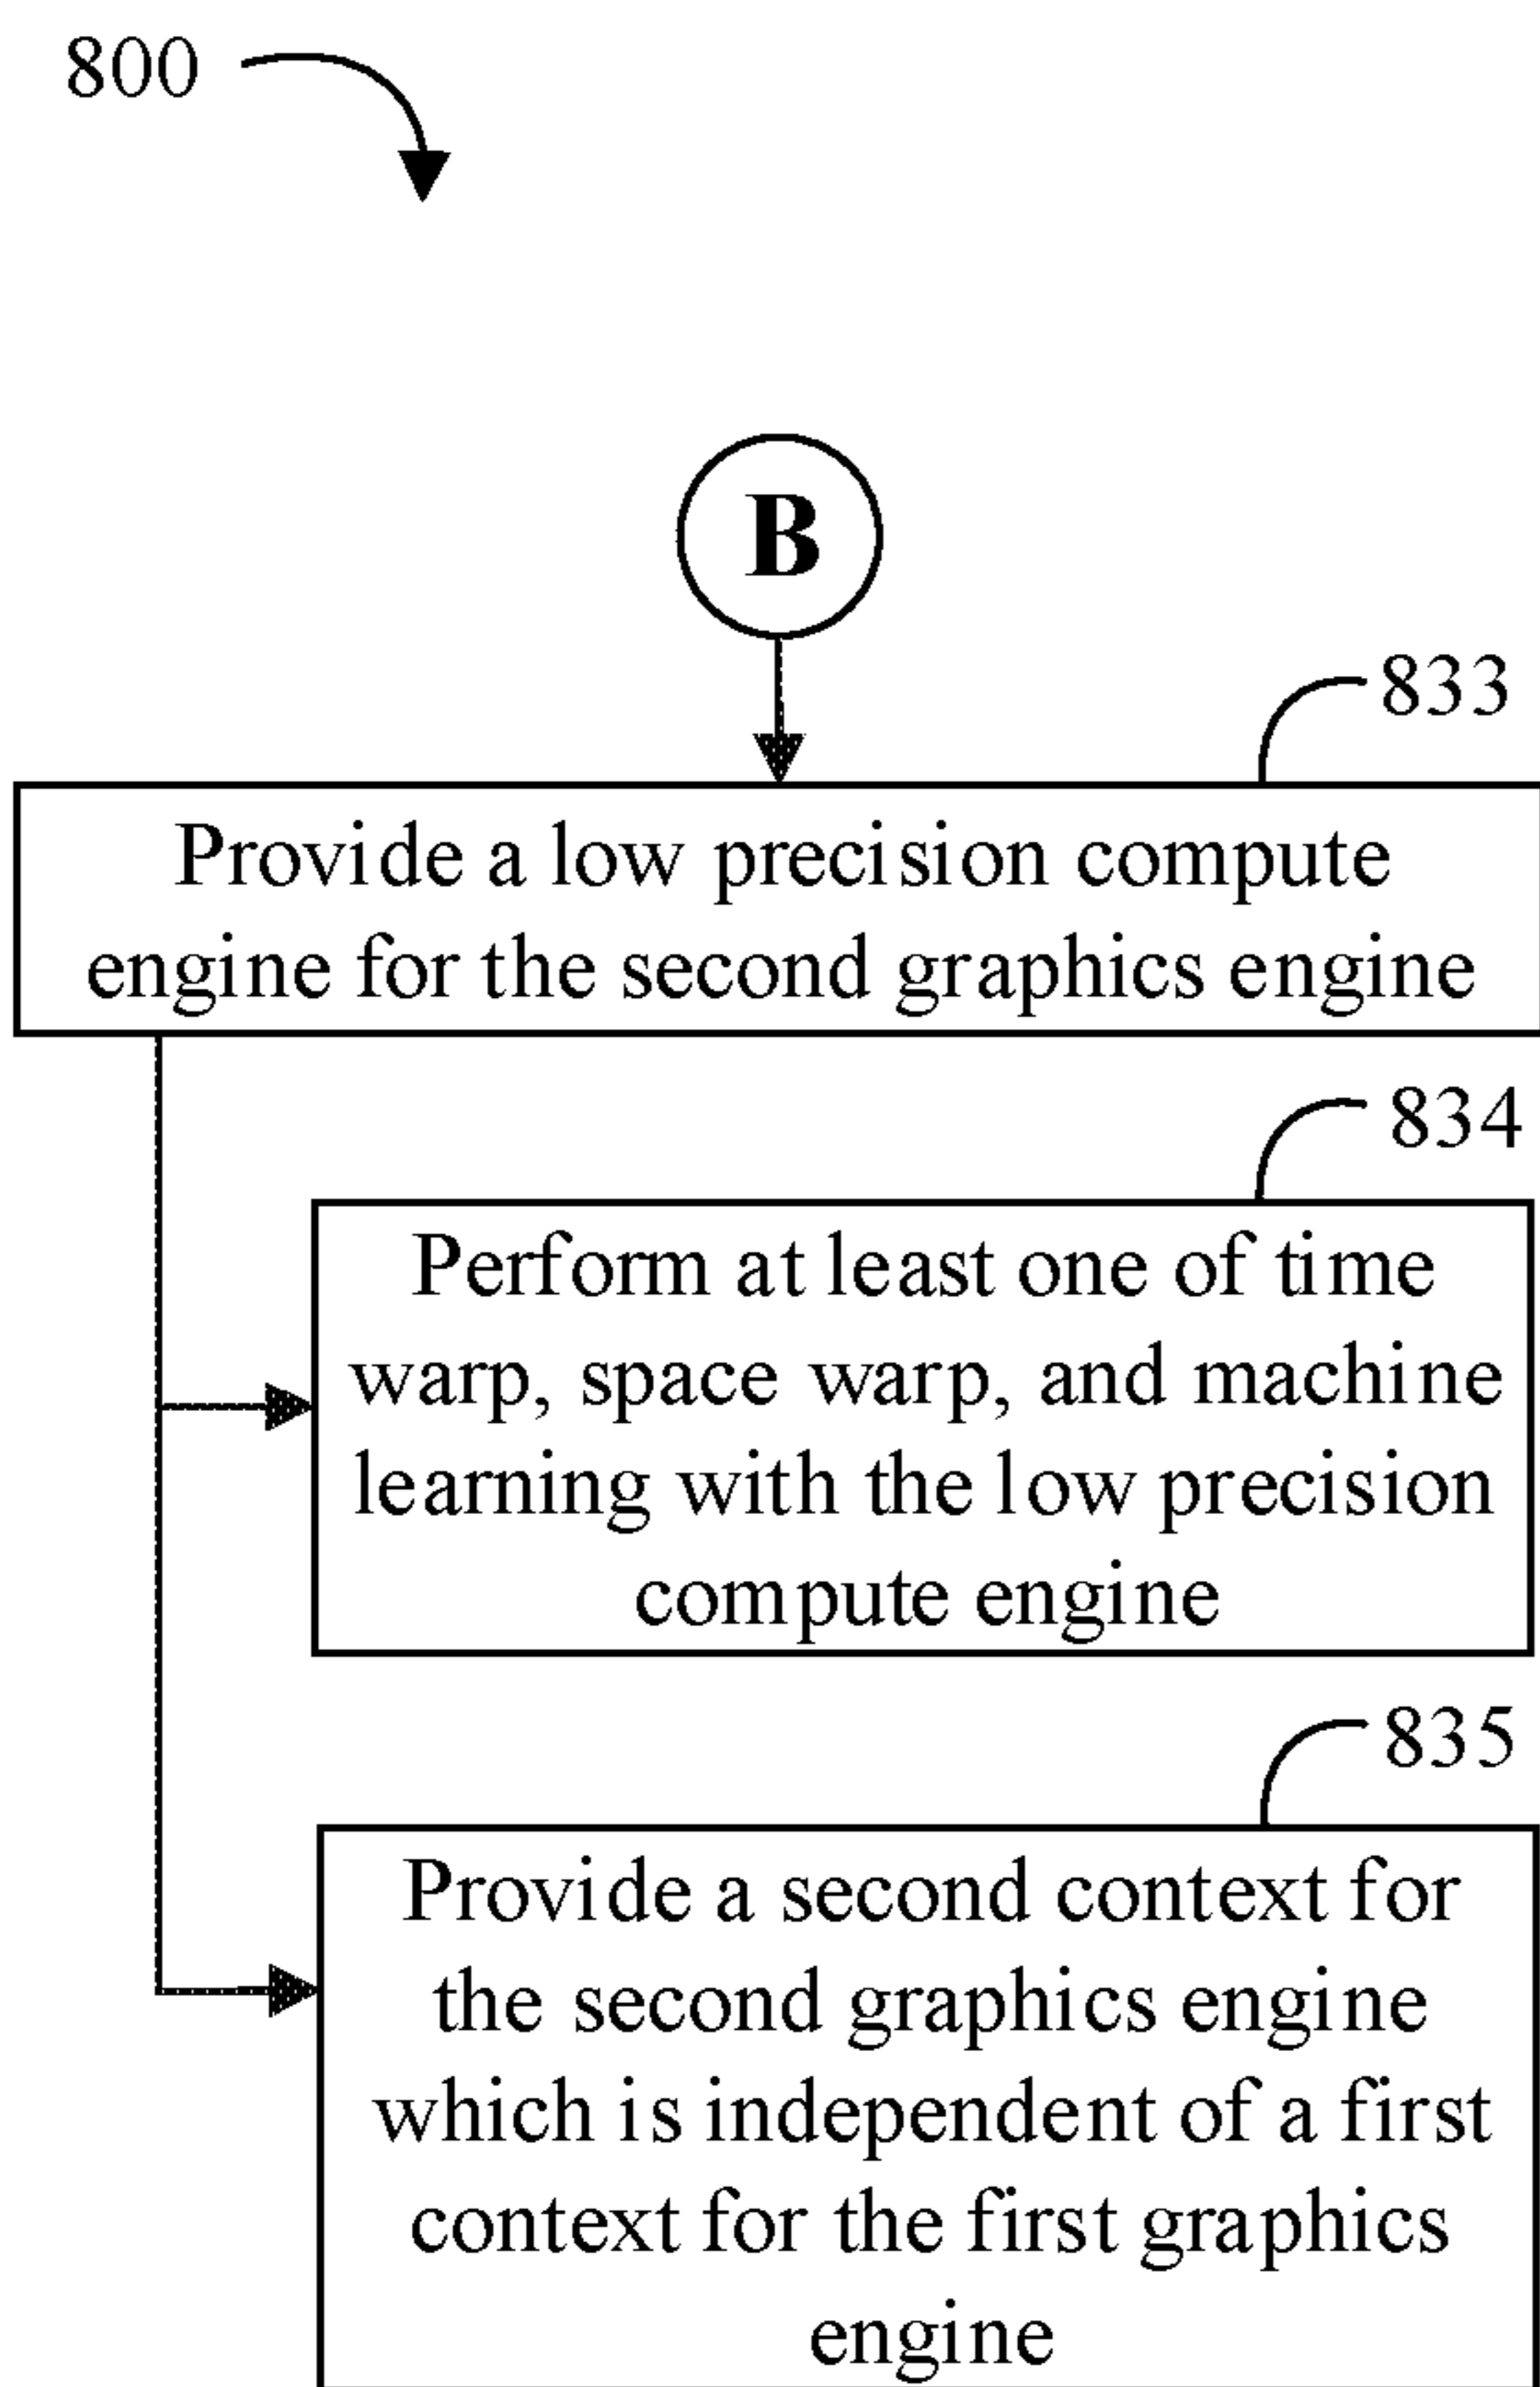 800
B
833
Provide a low precision compute
engine for the second graphics engine
834
Perform at least one of time
warp, space warp, and machine
learning with the low precision
compute engine
835
Provide a second context for
the second graphics engine
which is independent of a first
context for the first graphics
engine